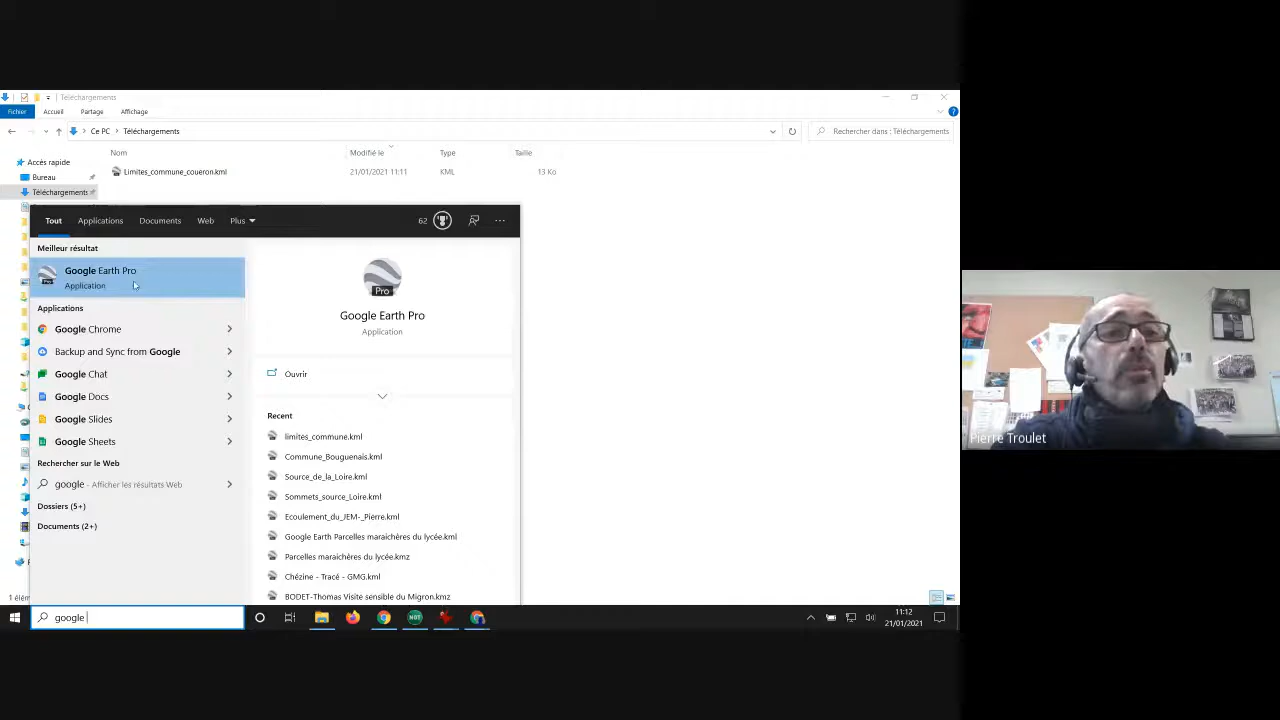 Téléchargements
Fichier Accueil Partage Affichage
Ce PC Téléchargements
Rechercher dans : Téléchargements
Accès rapide
Bureau
Téléchargements
Nom Modifié le Type Taille
Limites_commune_coueron.kml 21/01/2021 11:11 KML 13 Ko
Tout Applications Documents Web Plus 62
Meilleur résultat
Google Earth Pro
Application
Applications
Google Chrome
Backup and Sync from Google
Google Chat
Google Docs
Google Slides
Google Sheets
Rechercher sur le Web
google - Afficher les résultats Web
Dossiers (5+)
Documents (2+)
Pro
Google Earth Pro
Application
Ouvrir
Recent
limites_commune.kml
Commune_Bouguenais.kml
Source_de_la_Loire.kml
Sommets_source_Loire.kml
Ecoulement_du_JEM-_Pierre.kml
Google Earth Parcelles maraichères du lycée.kml
Parcelles maraichères du lycée.kmz
Chézine - Tracé - GMG.kml
BODET-Thomas Visite sensible du Migron.kmz
1 élém
google
11:12
21/01/2021
Pierre Troulet